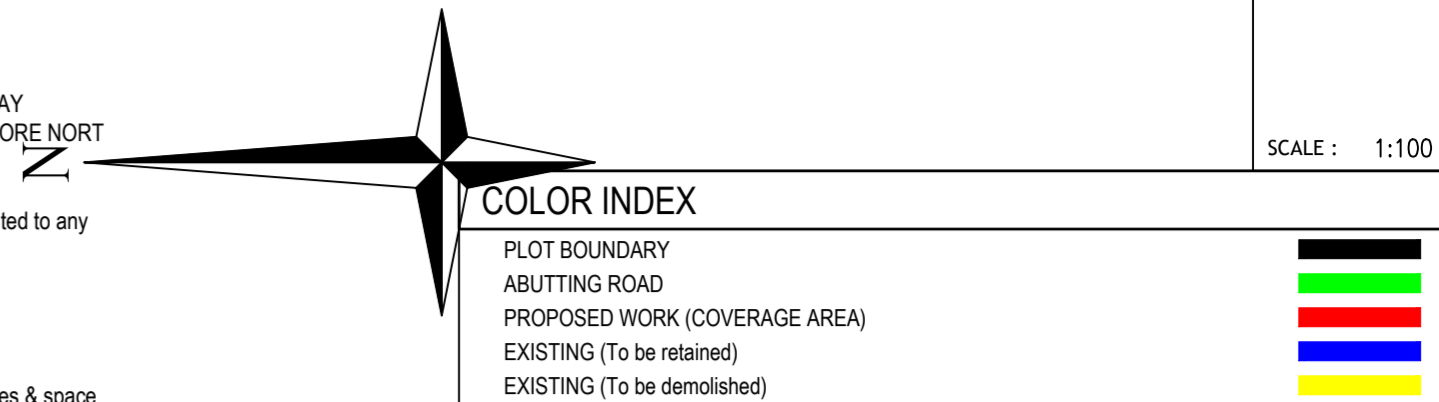 AY
ORE NORT
N
ted to any
es & space
SCALE : 1:100
COLOR INDEX
PLOT BOUNDARY
ABUTTING ROAD
PROPOSED WORK (COVERAGE AREA)
EXISTING (To be retained)
EXISTING (To be demolished)